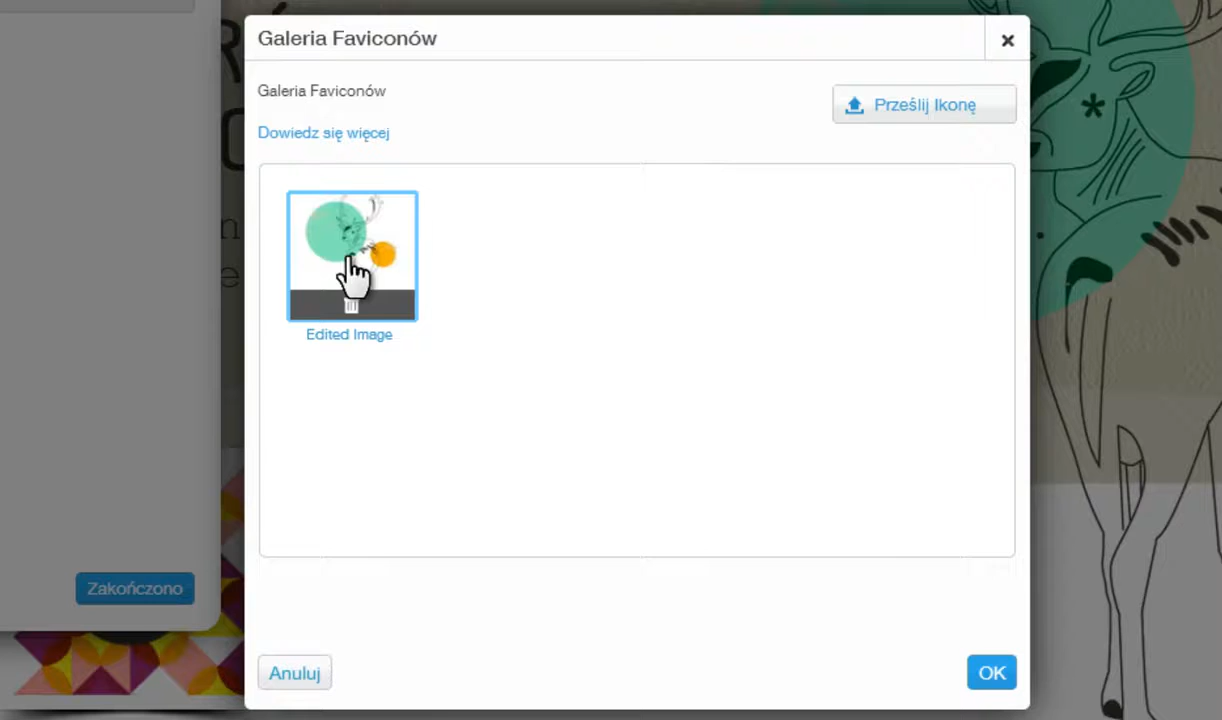 Galeria Faviconów
Galeria Faviconów
Prześlij Ikonę
Dowiedz się więcej
Edited Image
Zakończono
Anuluj
OK